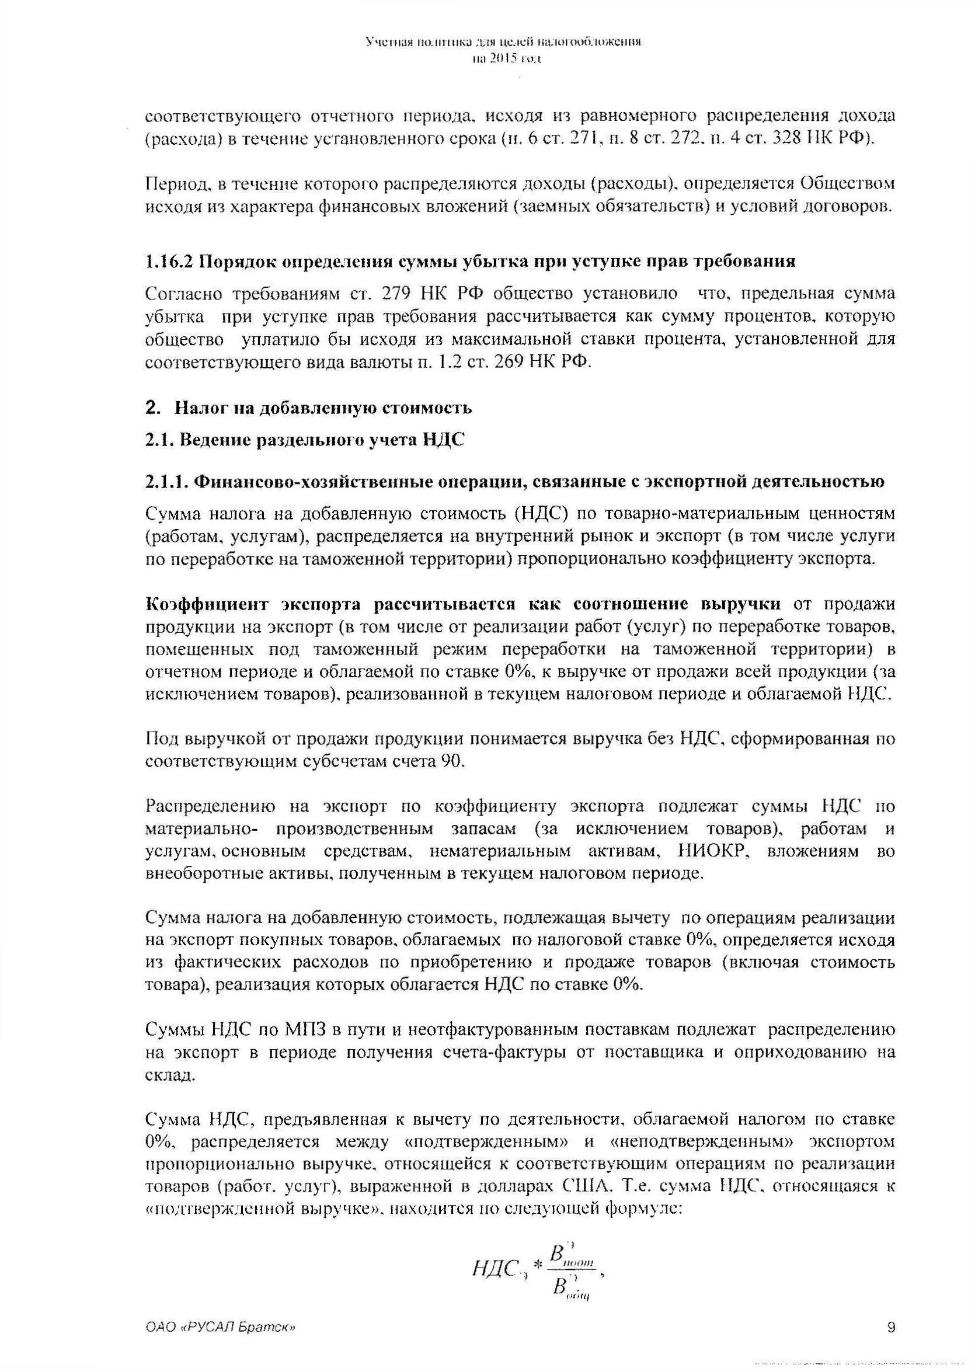 Учетная политика для целей налогообложения
на 2015 год
соответствующего отчетного периода, исходя из равномерного распределения дохода
(расхода) в течение установленного срока (п. 6 ст. 271, п. 8 ст. 272, п. 4 ст. 328 НК РФ).
Период, в течение которого распределяются доходы (расходы), определяется Обществом
исходя из характера финансовых вложений (заемных обязательств) и условий договоров.
1.16.2 Порядок определения суммы убытка при уступке прав требования
Согласно требованиям ст. 279 НК РФ общество установило что, предельная сумма
убытка при уступке прав требования рассчитывается как сумму процентов, которую
общество уплатило бы исходя из максимальной ставки процента, установленной для
соответствующего вида валюты п. 1.2 ст. 269 НК РФ.
2. Налог на добавленную стоимость
2.1. Ведение раздельного учета НДС
2.1.1. Финансово-хозяйственные операции, связанные с экспортной деятельностью
Сумма налога на добавленную стоимость (НДС) по товарно-материальным ценностям
(работам, услугам), распределяется на внутренний рынок и экспорт (в том числе услуги
по переработке на таможенной территории) пропорционально коэффициенту экспорта.
Коэффициент экспорта рассчитывается как соотношение выручки от продажи
продукции на экспорт (в том числе от реализации работ (услуг) по переработке товаров,
помещенных под таможенный режим переработки на таможенной территории) в
отчетном периоде и облагаемой по ставке 0%, к выручке от продажи всей продукции (за
исключением товаров), реализованной в текущем налоговом периоде и облагаемой НДС.
Под выручкой от продажи продукции понимается выручка без НДС, сформированная по
соответствующим субсчетам счета 90.
Распределению на экспорт по коэффициенту экспорта подлежат суммы НДС по
материально- производственным запасам (за исключением товаров), работам и
услугам, основным средствам, нематериальным активам, НИОКР, вложениям во
внеоборотные активы, полученным в текущем налоговом периоде.
Сумма налога на добавленную стоимость, подлежащая вычету по операциям реализации
на экспорт покупных товаров, облагаемых по налоговой ставке 0%, определяется исходя
из фактических расходов по приобретению и продаже товаров (включая стоимость
товара), реализация которых облагается НДС по ставке 0%.
Суммы НДС по МПЗ в пути и неотфактурованным поставкам подлежат распределению
на экспорт в периоде получения счета-фактуры от поставщика и оприходованию на
склад.
Сумма НДС, предъявленная к вычету по деятельности, облагаемой налогом по ставке
0%, распределяется между «подтвержденным» и «неподтвержденным» экспортом
пропорционально выручке, относящейся к соответствующим операциям по реализации
товаров (работ, услуг), выраженной в долларах США. Т.е. сумма НДС, относящаяся к
«подтвержденной выручке», находится по следующей формуле:
НДС э * В э подт / В э общ ,
ОАО «РУСАЛ Братск»
9